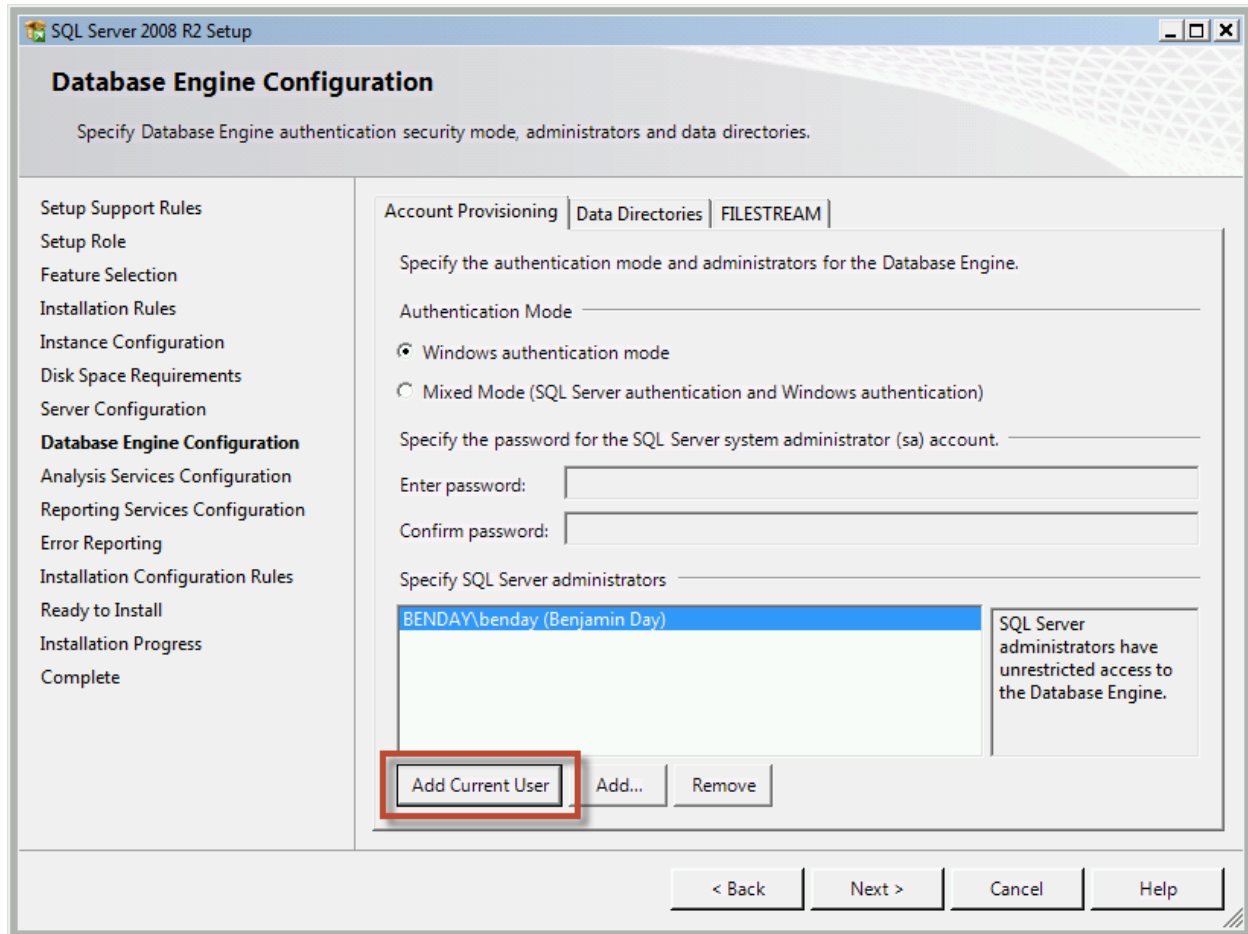 SQL Server 2008 R2 Setup
Database Engine Configuration
Specify Database Engine authentication security mode, administrators and data directories.
Setup Support Rules
Setup Role
Feature Selection
Installation Rules
Instance Configuration
Disk Space Requirements
Server Configuration
Database Engine Configuration
Analysis Services Configuration
Reporting Services Configuration
Error Reporting
Installation Configuration Rules
Ready to Install
Installation Progress
Complete
Account Provisioning Data Directories FILESTREAM
Specify the authentication mode and administrators for the Database Engine.
Authentication Mode
Windows authentication mode
Mixed Mode (SQL Server authentication and Windows authentication)
Specify the password for the SQL Server system administrator (sa) account.
Enter password:
Confirm password:
Specify SQL Server administrators
BENDAY\benday (Benjamin Day)
SQL Server
administrators have
unrestricted access to
the Database Engine.
Add Current User Add... Remove
< Back Next > Cancel Help